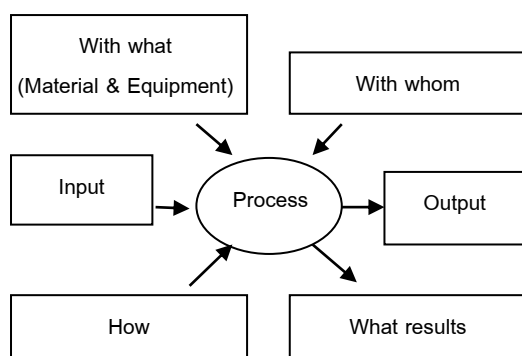 With what
(Material & Equipment)
With whom
Input
Process
Output
How
What results